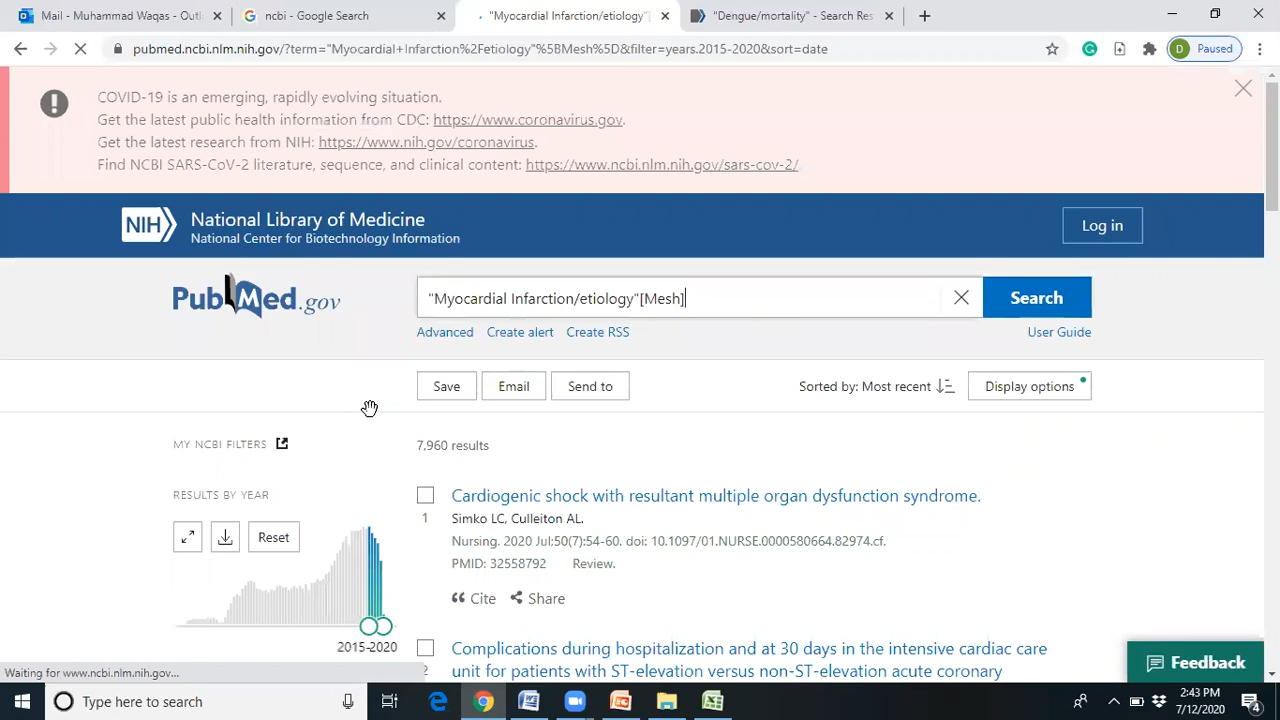 Muhammad Waqas - Outl
ncbi - Google Search
"Myocardial Infarction/etiology"[
"Dengue/mortality" - Search Res
pubmed.ncbi.nlm.nih.gov/?term="Myocardial+Infarction%2Fetiology"%5BMesh%5D&filter=years.2015-2020&sort=date
D Paused
COVID-19 is an emerging, rapidly evolving situation.
Get the latest public health information from CDC: https://www.coronavirus.gov.
Get the latest research from NIH: https://www.nih.gov/coronavirus.
Find NCBI SARS-CoV-2 literature, sequence, and clinical content: https://www.ncbi.nlm.nih.gov/sars-cov-2/.
NIH National Library of Medicine
National Center for Biotechnology Information
Log in
PubMed.gov
"Myocardial Infarction/etiology"[Mesh]
Search
Advanced Create alert Create RSS User Guide
Save Email Send to Sorted by: Most recent Display options
MY NCBI FILTERS
7,960 results
RESULTS BY YEAR
Reset
2015-2020
Cardiogenic shock with resultant multiple organ dysfunction syndrome.
1 Simko LC, Culleiton AL.
Nursing. 2020 Jul:50(7):54-60. doi: 10.1097/01.NURSE.0000580664.82974.cf.
PMID: 32558792 Review.
Cite Share
Complications during hospitalization and at 30 days in the intensive cardiac care
2 unit for patients with ST-elevation versus non-ST-elevation acute coronary
Feedback
Waiting for www.ncbi.nlm.nih.gov...
Type here to search
2:43 PM
7/12/2020
4